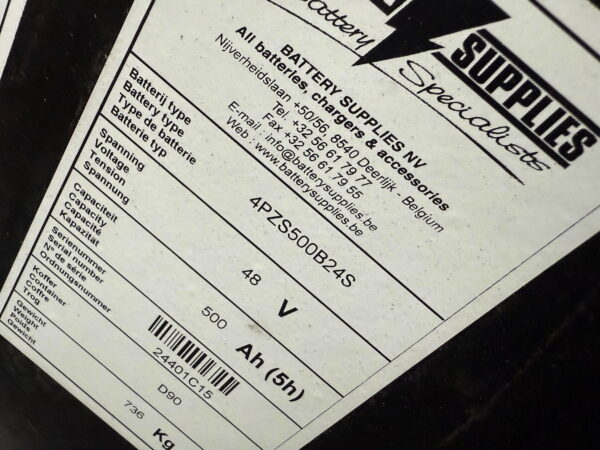 Battery
SUPPLIES
Specialists
BATTERY SUPPLIES NV
All batteries, chargers & accessories
Nijverheidslaan +50/56, 8540 Deerlijk - Belgium
Tel. +32 56 61 79 77
Fax +32 56 61 79 55
E-mail : info@batterysupplies.be
Web : www.batterysupplies.be
Batterij type
Battery type
Type de batterie
Batterie typ
4PZS500B24S
Spanning
Voltage
Tension
Spannung
48 V
Capaciteit
Capacity
Capacité
Kapazität
500 Ah (5h)
Serienummer
Serial number
N° de série
Ordnungsnummer
24401C15
Koffer
Container
Coffre
Trog
D90
Gewicht
Weight
Poids
Gewicht
736 Kg